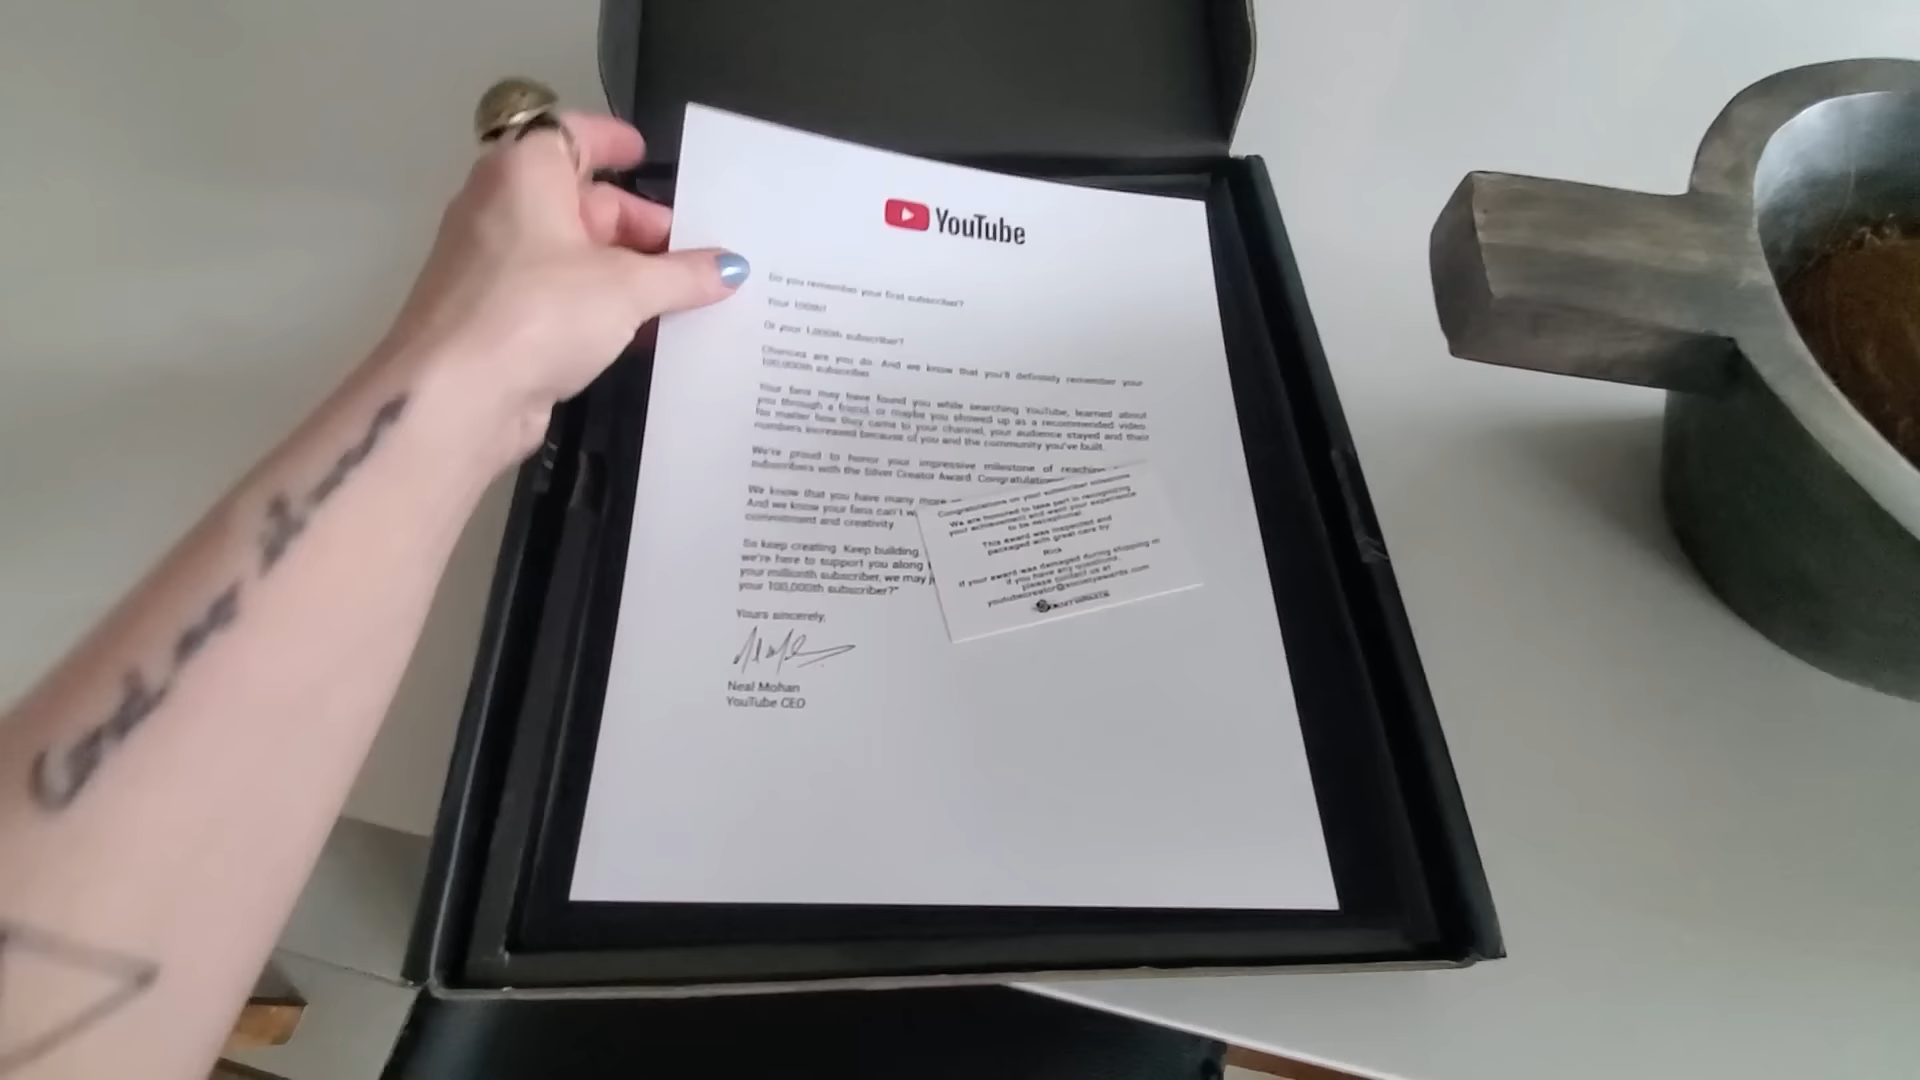 YouTube
Do you remember your first subscriber?
Your 100th?
Or your 1,000th subscriber?
Chances are you do. And we know that you'll definitely remember your
100,000th subscriber.
Your fans may have found you while searching YouTube, learned about
you through a friend, or maybe you showed up as a recommended video.
No matter how they came to your channel, your audience stayed and their
numbers increased because of you and the community you've built.
We're proud to honor your impressive milestone of reaching
subscribers with the Silver Creator Award. Congratulations
We know that you have many more
And we know your fans can't w
commitment and creativity.
So keep creating. Keep building
we're here to support you along
your millionth subscriber, we may j
your 100,000th subscriber?"
Yours sincerely,
Neal Mohan
YouTube CEO
Congratulations on your subscriber milestone
We are honored to take part in recognizing
your achievement and want your experience
to be exceptional.
This award was inspected and
packaged with great care by
Rick
If your award was damaged during shipping or
if you have any questions,
please contact us at
youtubecreator@societyawards.com